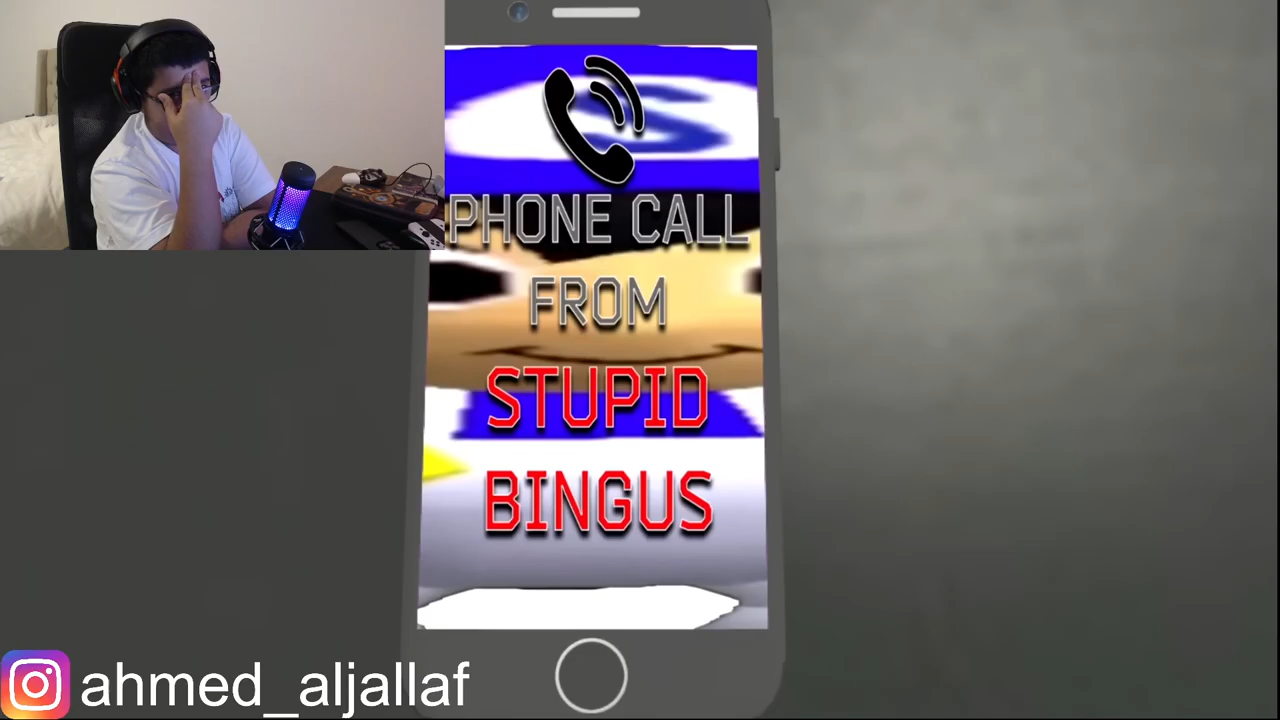 S
PHONE CALL
FROM
STUPID
BINGUS
ahmed_aljallaf